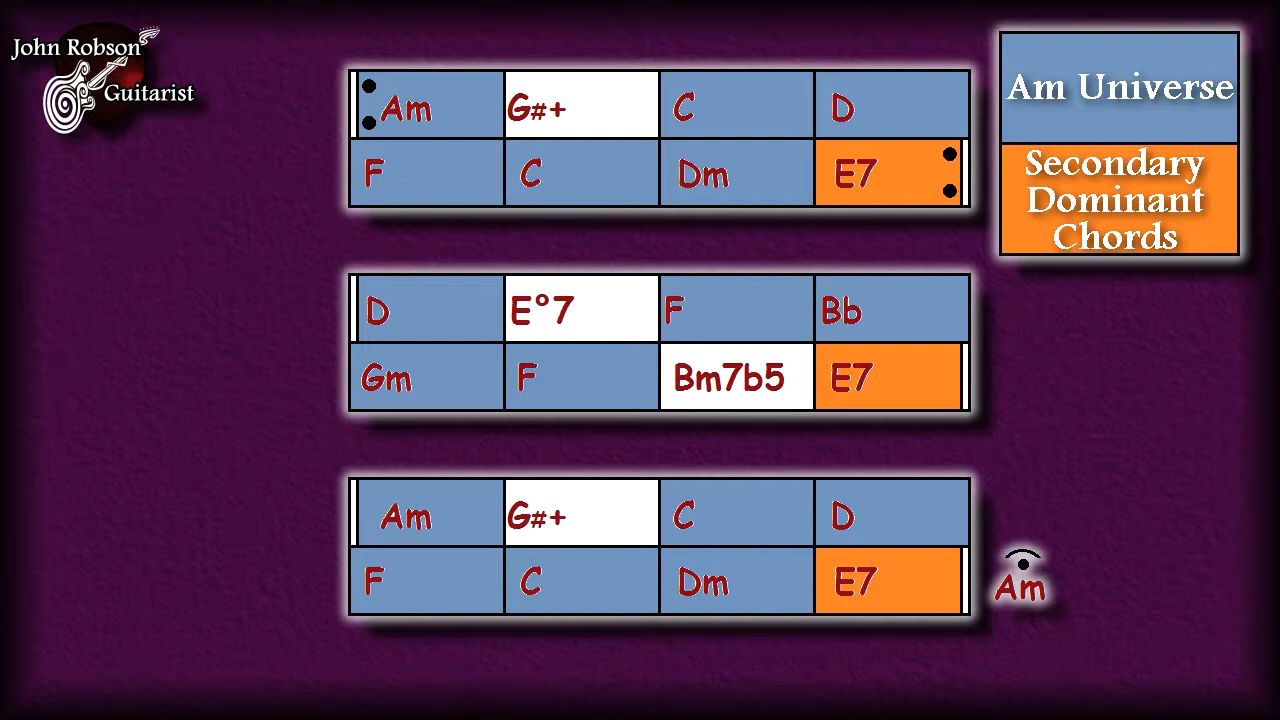 John Robson
Guitarist
Am G#+ C D
F C Dm E7
D E°7 F Bb
Gm F Bm7b5 E7
Am G#+ C D
F C Dm E7
Am
Am Universe
Secondary
Dominant
Chords